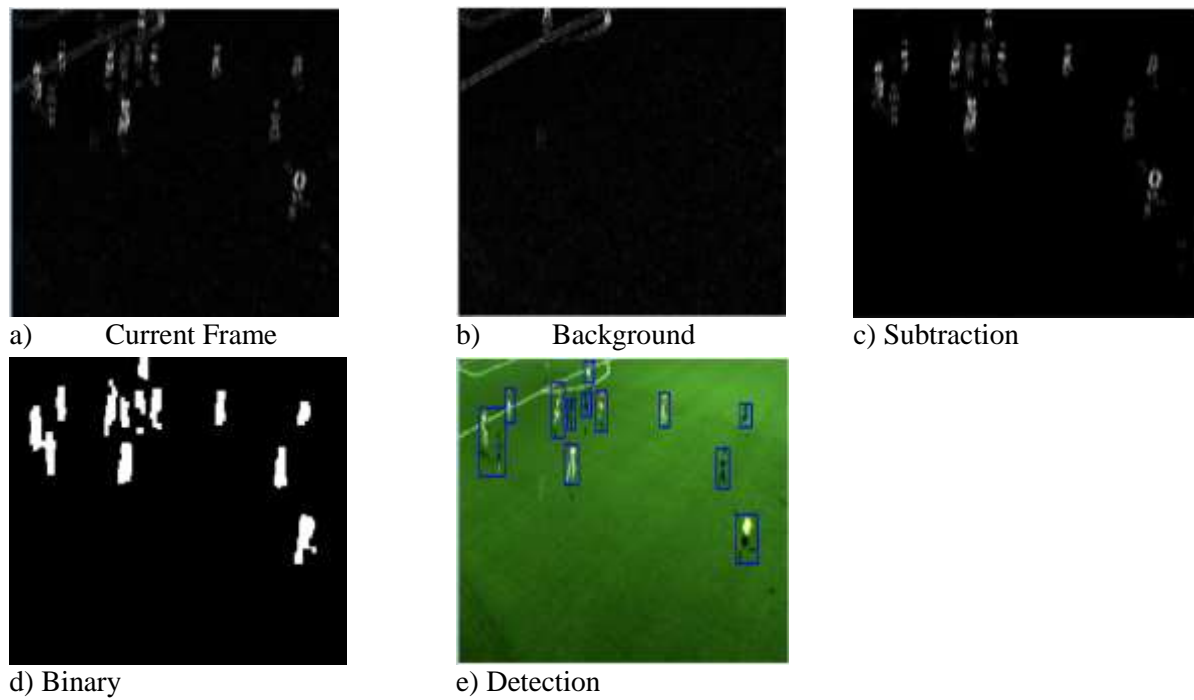 a) Current Frame
b) Background
c) Subtraction
d) Binary
e) Detection